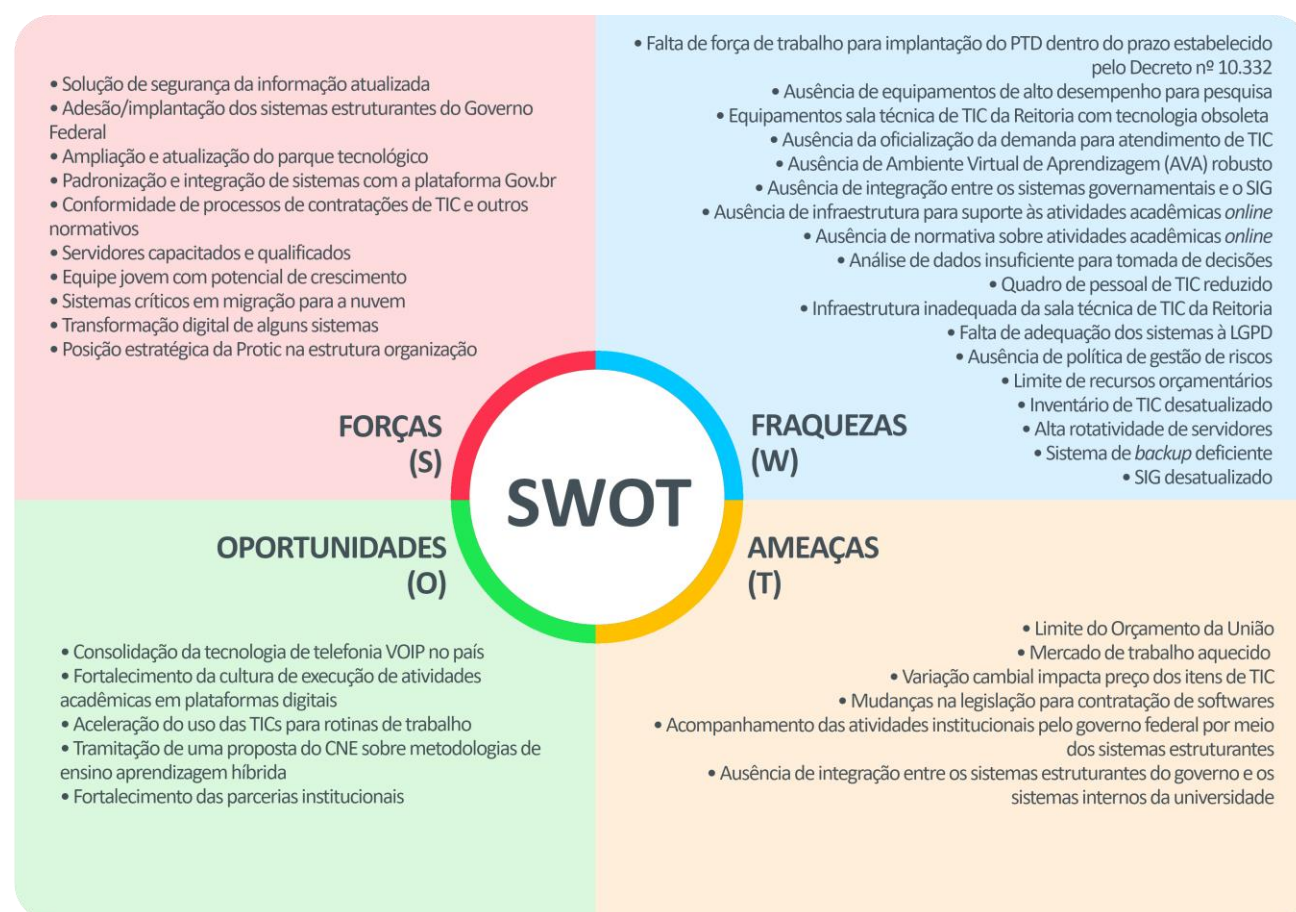 • Solução de segurança da informação atualizada
• Adesão/implantação dos sistemas estruturantes do Governo
Federal
• Ampliação e atualização do parque tecnológico
• Padronização e integração de sistemas com a plataforma Gov.br
• Conformidade de processos de contratações de TIC e outros
normativos
• Servidores capacitados e qualificados
• Equipe jovem com potencial de crescimento
• Sistemas críticos em migração para a nuvem
• Transformação digital de alguns sistemas
• Posição estratégica da Protic na estrutura organização
FORÇAS
(S)
• Falta de força de trabalho para implantação do PTD dentro do prazo estabelecido
pelo Decreto nº 10.332
• Ausência de equipamentos de alto desempenho para pesquisa
• Equipamentos sala técnica de TIC da Reitoria com tecnologia obsoleta
• Ausência da oficialização da demanda para atendimento de TIC
• Ausência de Ambiente Virtual de Aprendizagem (AVA) robusto
• Ausência de integração entre os sistemas governamentais e o SIG
• Ausência de infraestrutura para suporte às atividades acadêmicas online
• Ausência de normativa sobre atividades acadêmicas online
• Análise de dados insuficiente para tomada de decisões
• Quadro de pessoal de TIC reduzido
• Infraestrutura inadequada da sala técnica de TIC da Reitoria
• Falta de adequação dos sistemas à LGPD
• Ausência de política de gestão de riscos
• Limite de recursos orçamentários
• Inventário de TIC desatualizado
• Alta rotatividade de servidores
• Sistema de backup deficiente
• SIG desatualizado
FRAQUEZAS
(W)
SWOT
OPORTUNIDADES
(O)
• Consolidação da tecnologia de telefonia VOIP no país
• Fortalecimento da cultura de execução de atividades
acadêmicas em plataformas digitais
• Aceleração do uso das TICs para rotinas de trabalho
• Tramitação de uma proposta do CNE sobre metodologias de
ensino aprendizagem híbrida
• Fortalecimento das parcerias institucionais
AMEAÇAS
(T)
• Limite do Orçamento da União
• Mercado de trabalho aquecido
• Variação cambial impacta preço dos itens de TIC
• Mudanças na legislação para contratação de softwares
• Acompanhamento das atividades institucionais pelo governo federal por meio
dos sistemas estruturantes
• Ausência de integração entre os sistemas estruturantes do governo e os
sistemas internos da universidade